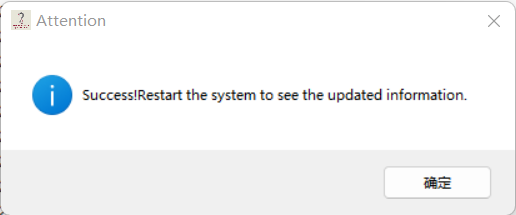 Attention
Success!Restart the system to see the updated information.
确定